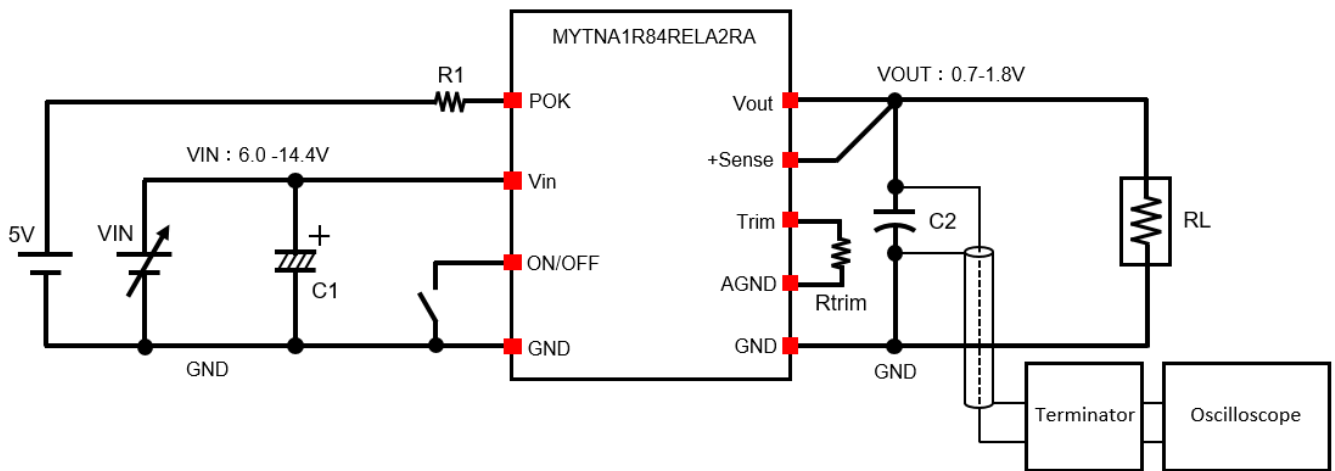 MYTNA1R84RELA2RA
R1
POK
Vout
VOUT：0.7-1.8V
VIN：6.0 -14.4V
Vin
+Sense
5V
VIN
+
C1
ON/OFF
Trim
C2
RL
AGND
Rtrim
GND
GND
GND
GND
Terminator
Oscilloscope